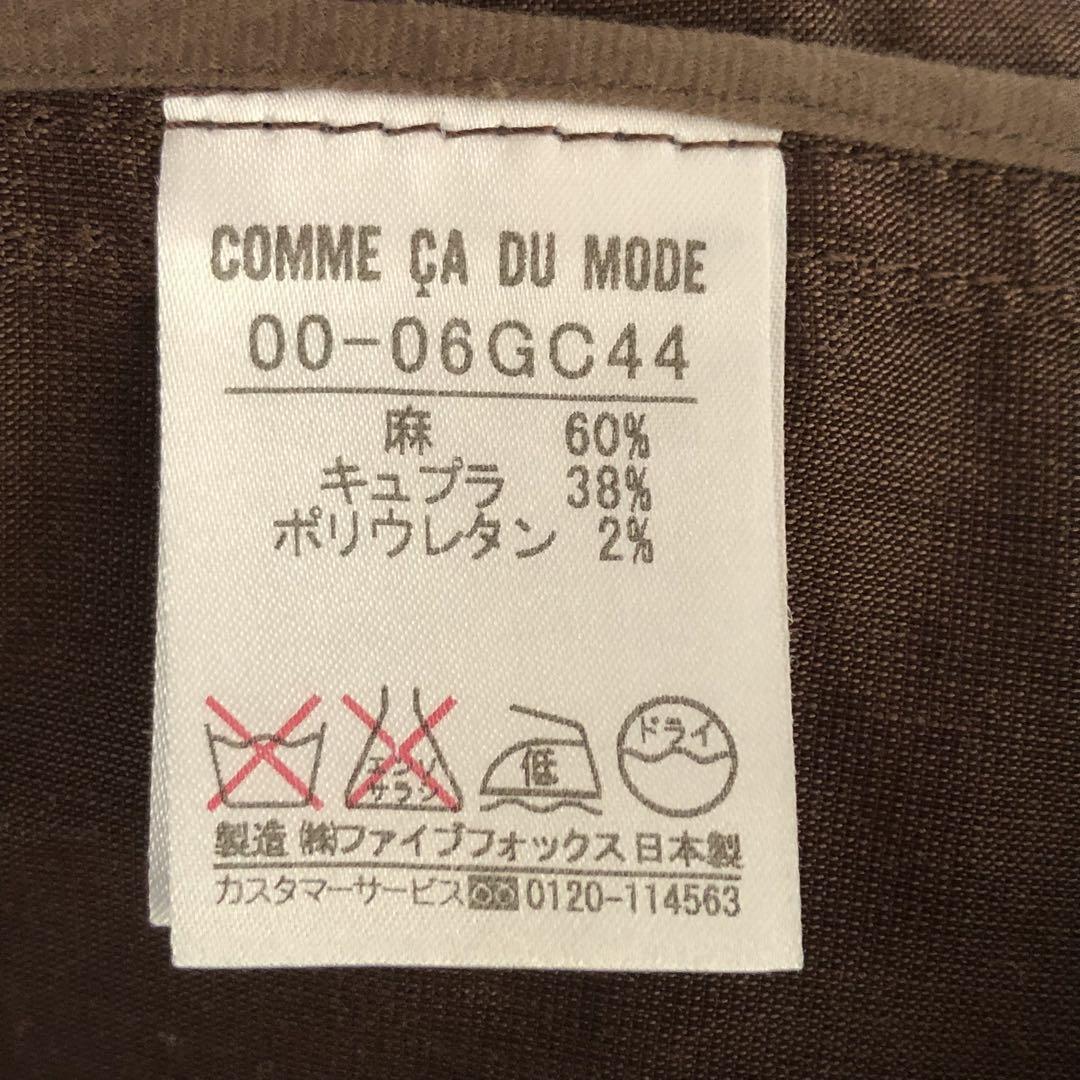 COMME ÇA DU MODE
00-06GC44
麻 60%
キュプラ 38%
ポリウレタン 2%
エンソ
サラシ
低
ドライ
製造 ㈱ファイブフォックス 日本製
カスタマーサービス 0120-114563